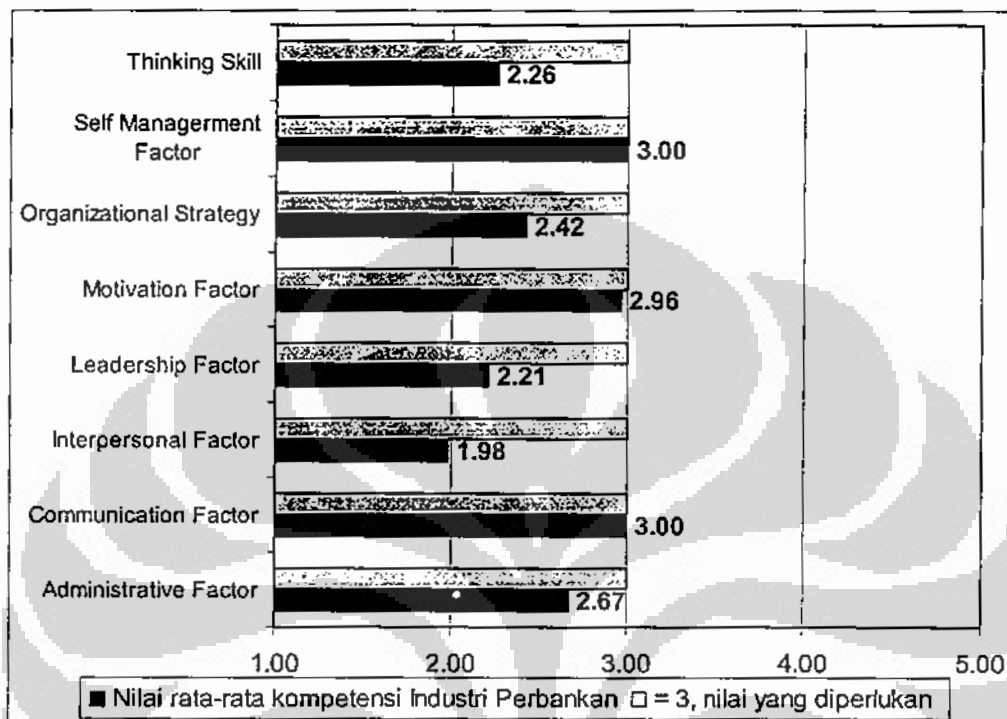 Thinking Skill
2.26
Self Managerment
Factor
3.00
Organizational Strategy
2.42
Motivation Factor
2.96
Leadership Factor
2.21
Interpersonal Factor
1.98
Communication Factor
3.00
Administrative Factor
2.67
1.00 2.00 3.00 4.00 5.00
Nilai rata-rata kompetensi Industri Perbankan = 3, nilai yang diperlukan